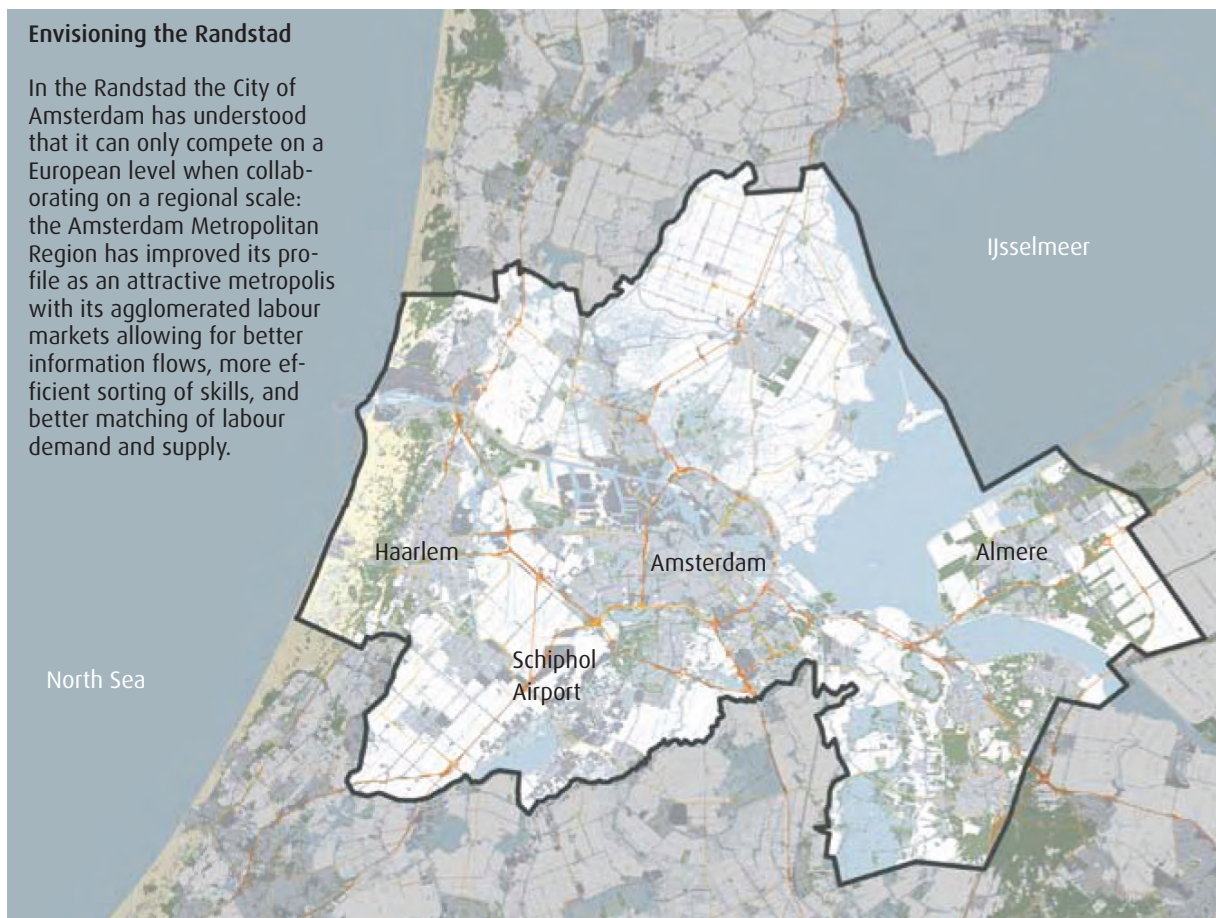 Envisioning the Randstad
In the Randstad the City of
Amsterdam has understood
that it can only compete on a
European level when collab-
orating on a regional scale:
the Amsterdam Metropolitan
Region has improved its pro-
file as an attractive metropolis
with its agglomerated labour
markets allowing for better
information flows, more ef-
ficient sorting of skills, and
better matching of labour
demand and supply.
IJsselmeer
Haarlem
Amsterdam
Almere
Schiphol
Airport
North Sea